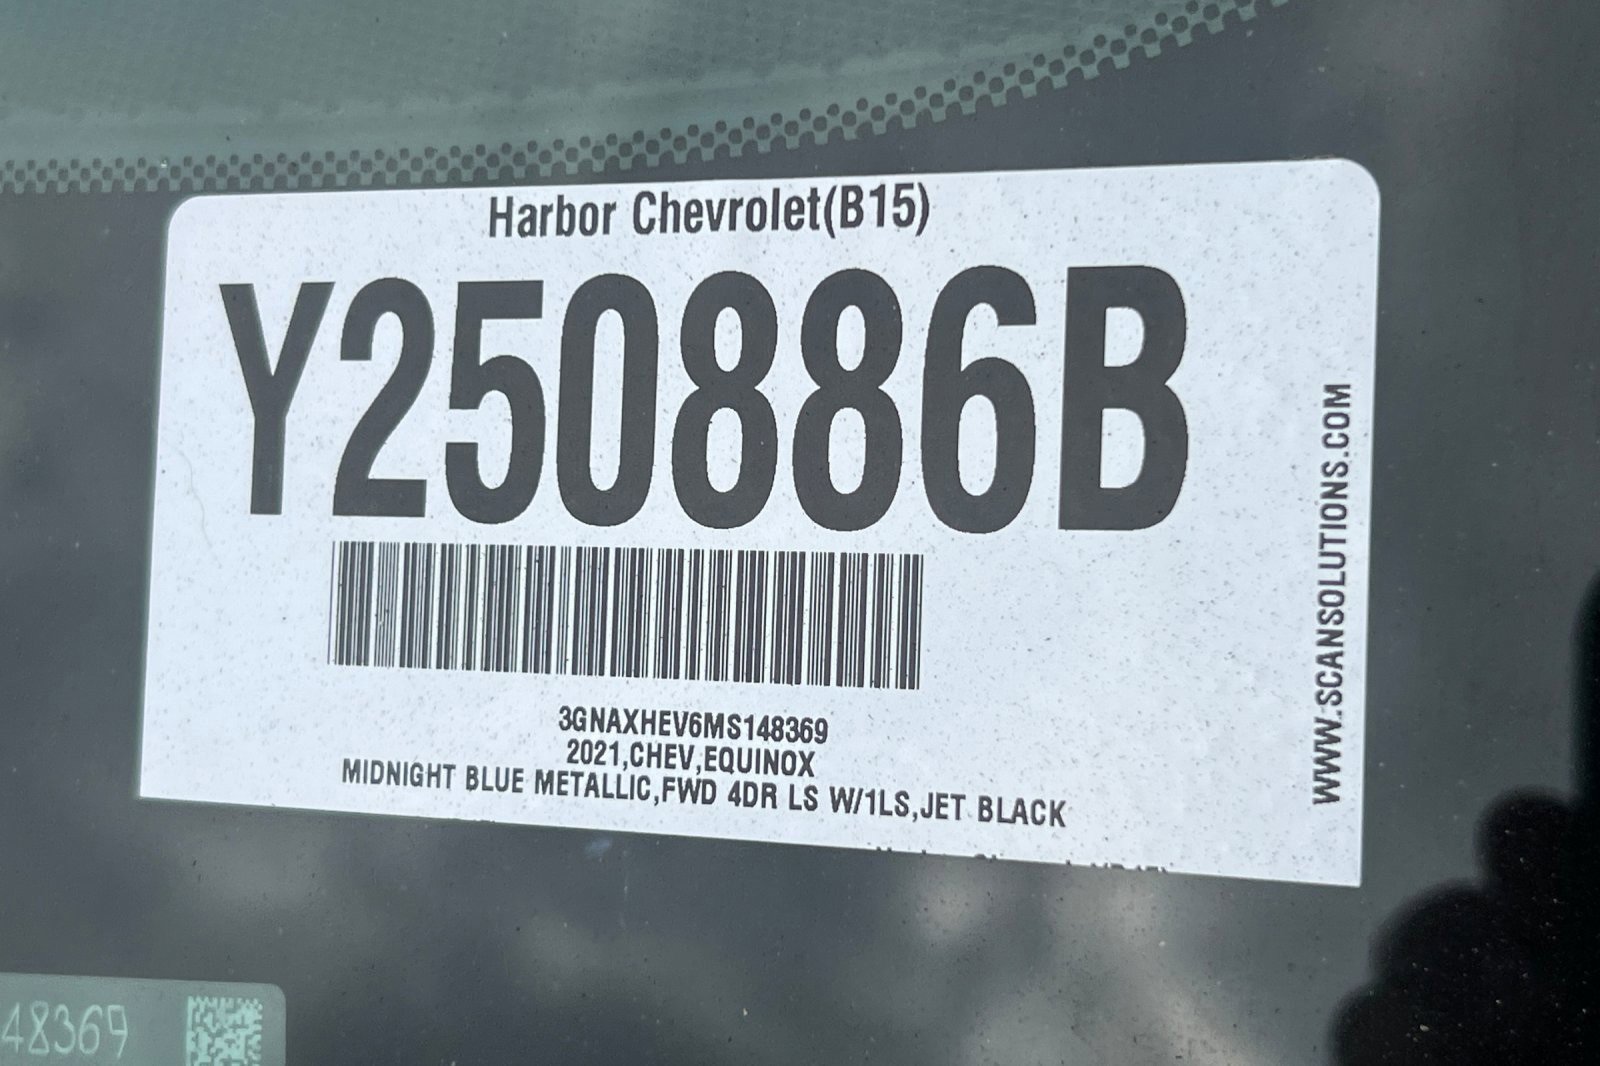 Harbor Chevrolet(B15)
Y250886B
3GNAXHEV6MS148369
2021,CHEV,EQUINOX
MIDNIGHT BLUE METALLIC,FWD 4DR LS W/1LS,JET BLACK
WWW.SCANSOLUTIONS.COM
48369